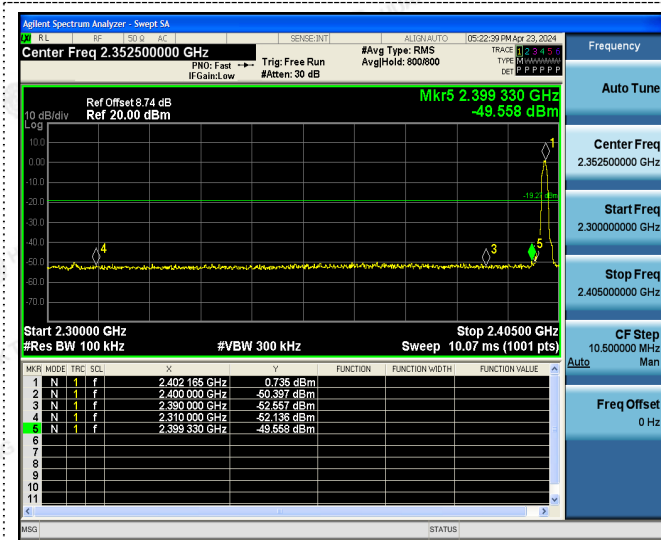 Agilent Spectrum Analyzer - Swept SA
RL RF 50 Ω AC SENSE:INT ALIGN AUTO 05:22:39 PM Apr 23, 2024
Center Freq 2.352500000 GHz
PNO: Fast
IFGain:Low
Trig: Free Run
#Atten: 30 dB
#Avg Type: RMS
Avg|Hold: 800/800
TRACE 1 2 3 4 5 6
TYPE M WWWWW
DET P P P P P P
Mkr5 2.399 330 GHz
-49.558 dBm
Ref Offset 8.74 dB
10 dB/div Ref 20.00 dBm
Log
10.0
0.00
-10.0
-20.0
-30.0
-40.0
-50.0
-60.0
-70.0
1
3
4
5
Start 2.30000 GHz Stop 2.40500 GHz
#Res BW 100 kHz #VBW 300 kHz Sweep 10.07 ms (1001 pts)
MKR MODE TRC SCL X Y FUNCTION FUNCTION WIDTH FUNCTION VALUE
1 N 1 f 2.402 165 GHz 0.735 dBm
2 N 1 f 2.400 000 GHz -50.397 dBm
3 N 1 f 2.390 000 GHz -52.557 dBm
4 N 1 f 2.310 000 GHz -52.136 dBm
5 N 1 f 2.399 330 GHz -49.558 dBm
6
7
8
9
10
11
MSG STATUS
Frequency
Auto Tune
Center Freq
2.352500000 GHz
Start Freq
2.300000000 GHz
Stop Freq
2.405000000 GHz
CF Step
10.500000 MHz
Auto Man
Freq Offset
0 Hz